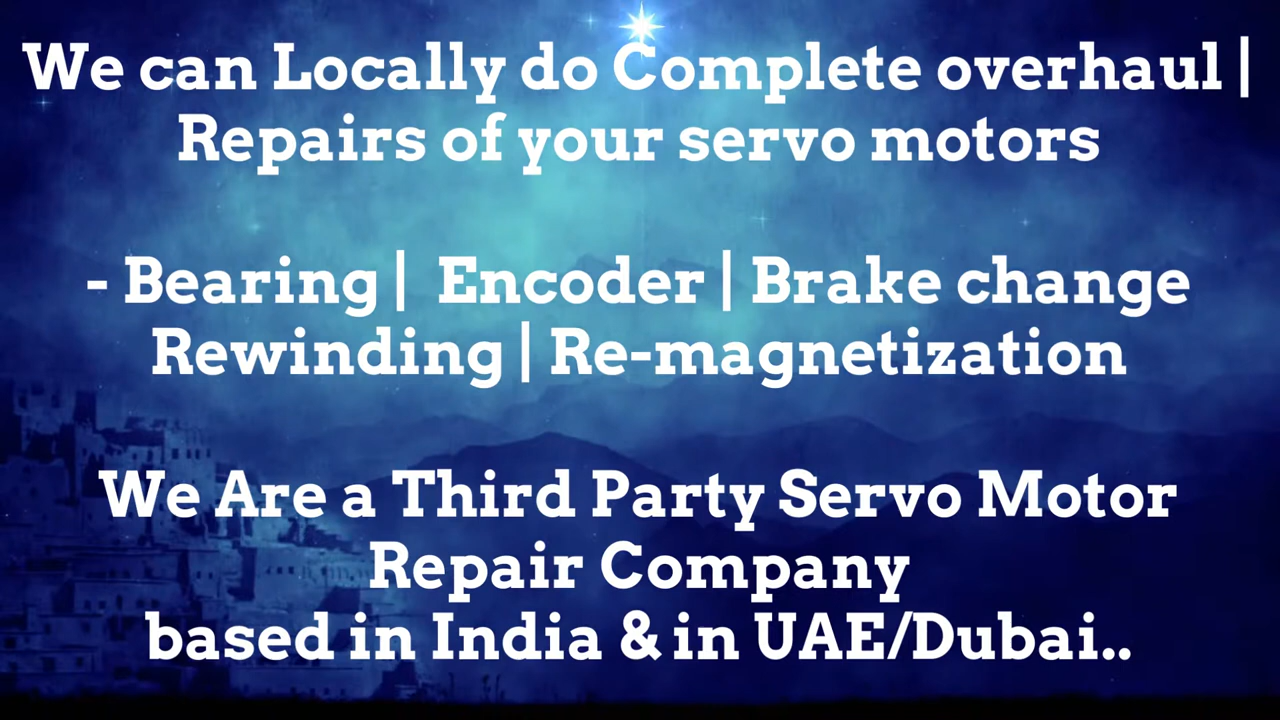 We can Locally do Complete overhaul |
Repairs of your servo motors
- Bearing | Encoder | Brake change
Rewinding | Re-magnetization
We Are a Third Party Servo Motor
Repair Company
based in India & in UAE/Dubai..